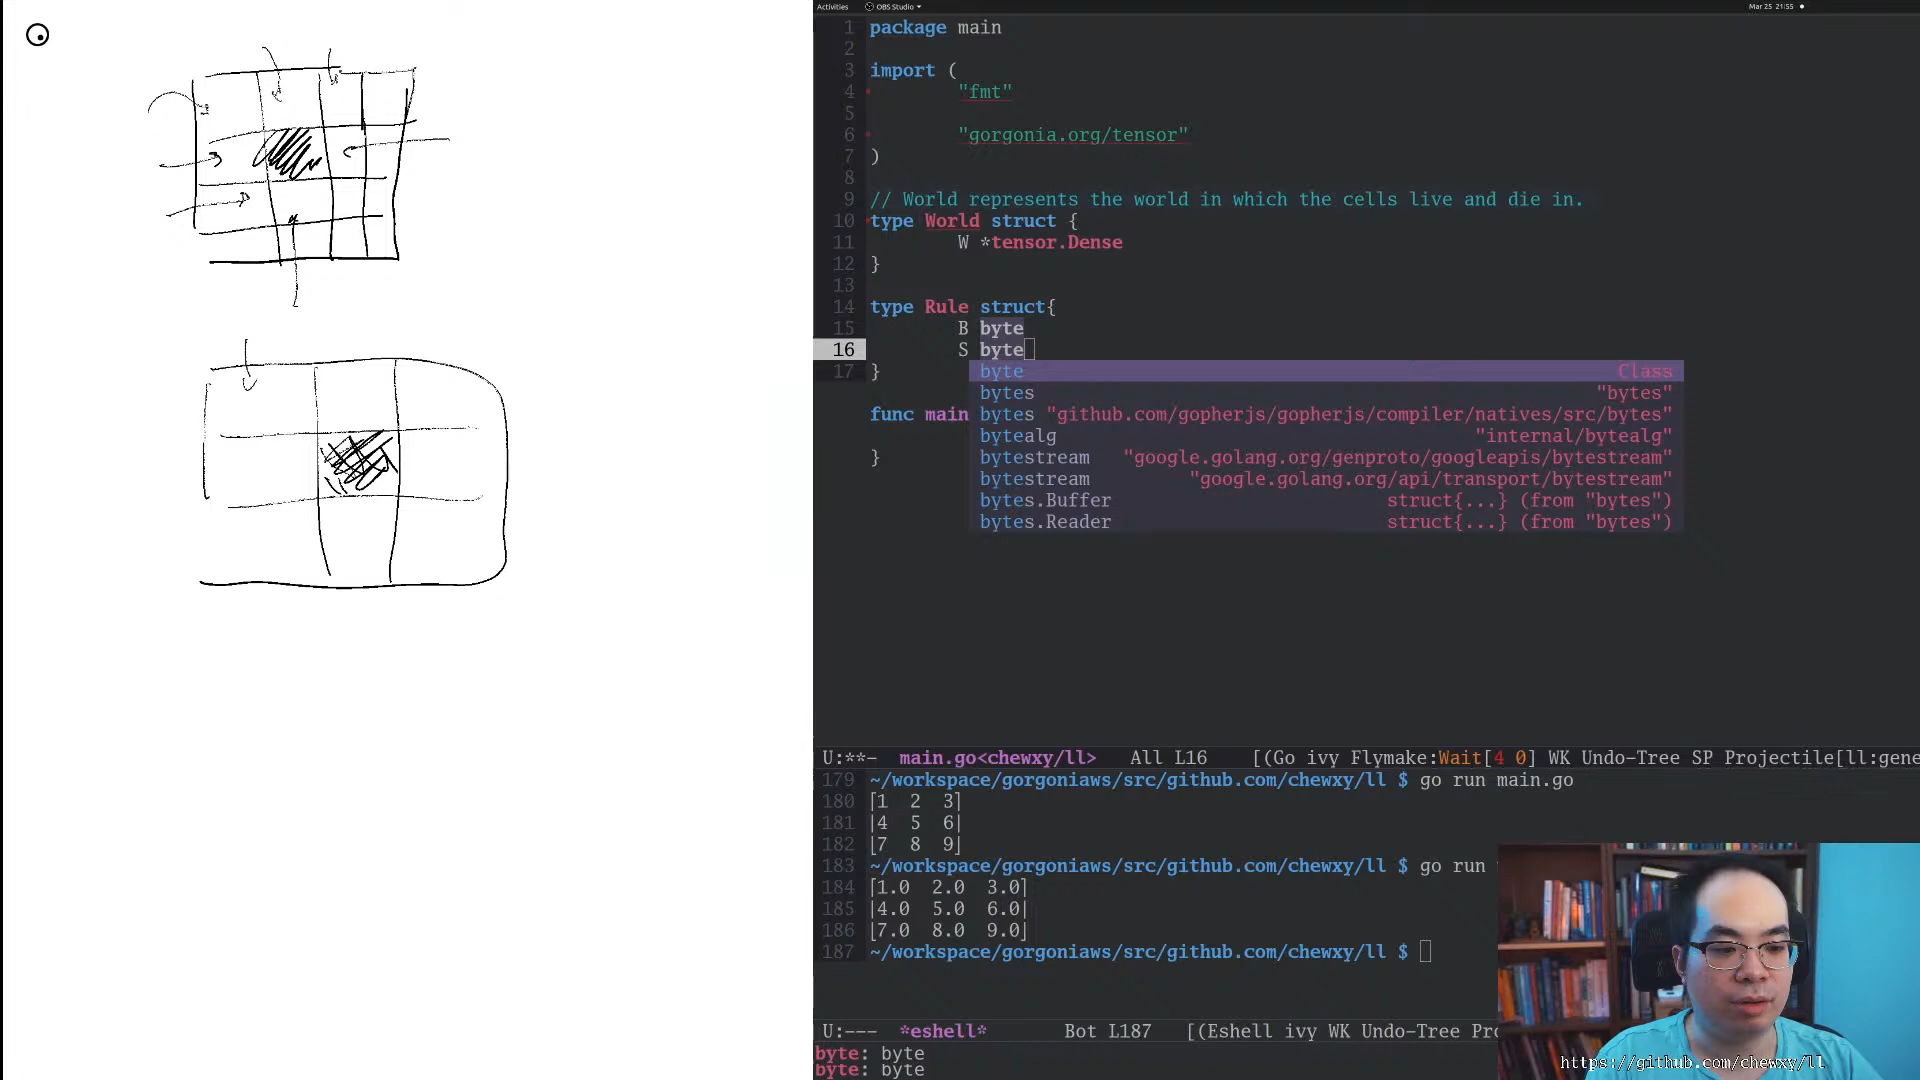 Activities OBS Studio Mar 25 21:55
1 package main
2
3 import (
4 "fmt"
5
6 "gorgonia.org/tensor"
7 )
8
9 // World represents the world in which the cells live and die in.
10 type World struct {
11 W *tensor.Dense
12 }
13
14 type Rule struct{
15 B byte
16 S byte
17 }
byte Class
bytes "bytes"
func main bytes "github.com/gopherjs/gopherjs/compiler/natives/src/bytes"
bytealg "internal/bytealg"
} bytestream "google.golang.org/genproto/googleapis/bytestream"
bytestream "google.golang.org/api/transport/bytestream"
bytes.Buffer struct{...} (from "bytes")
bytes.Reader struct{...} (from "bytes")
U:**- main.go<chewxy/ll> All L16 [(Go ivy Flymake:Wait[4 0] WK Undo-Tree SP Projectile[ll:gene
179 ~/workspace/gorgoniaws/src/github.com/chewxy/ll $ go run main.go
180 ⎡1 2 3⎤
181 ⎢4 5 6⎥
182 ⎣7 8 9⎦
183 ~/workspace/gorgoniaws/src/github.com/chewxy/ll $ go run
184 ⎡1.0 2.0 3.0⎤
185 ⎢4.0 5.0 6.0⎥
186 ⎣7.0 8.0 9.0⎦
187 ~/workspace/gorgoniaws/src/github.com/chewxy/ll $
U:--- *eshell* Bot L187 [(Eshell ivy WK Undo-Tree Pro
byte: byte
byte: byte
https://github.com/chewxy/ll